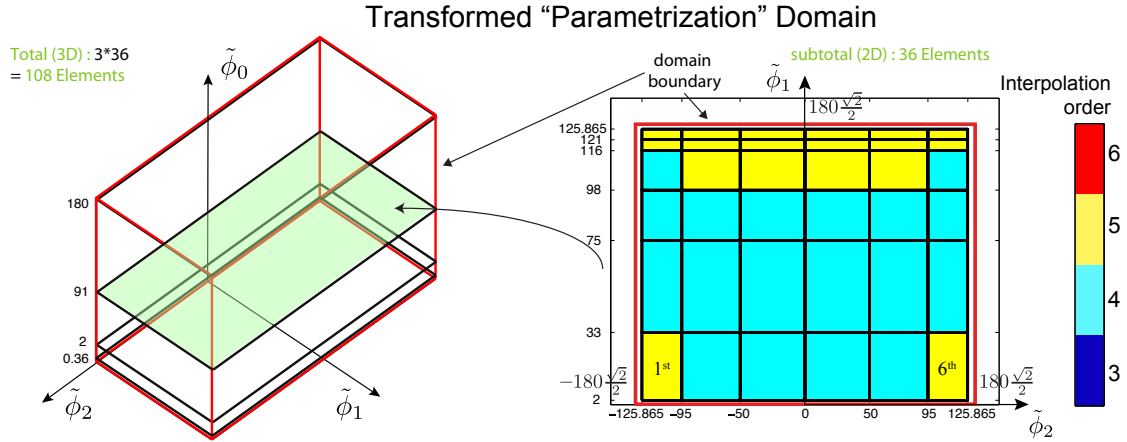 Transformed “Parametrization” Domain
Total (3D) : 3*36
= 108 Elements
ϕ̃₀
180
91
2
0.36
ϕ̃₂
ϕ̃₁
domain
boundary
subtotal (2D) : 36 Elements
ϕ̃₁
180 √2/2
125.865
121
116
98
75
33
2
−180 √2/2
1st
6th
180 √2/2
−125.865 −95 −50 0 50 95 125.865
ϕ̃₂
Interpolation
order
6
5
4
3